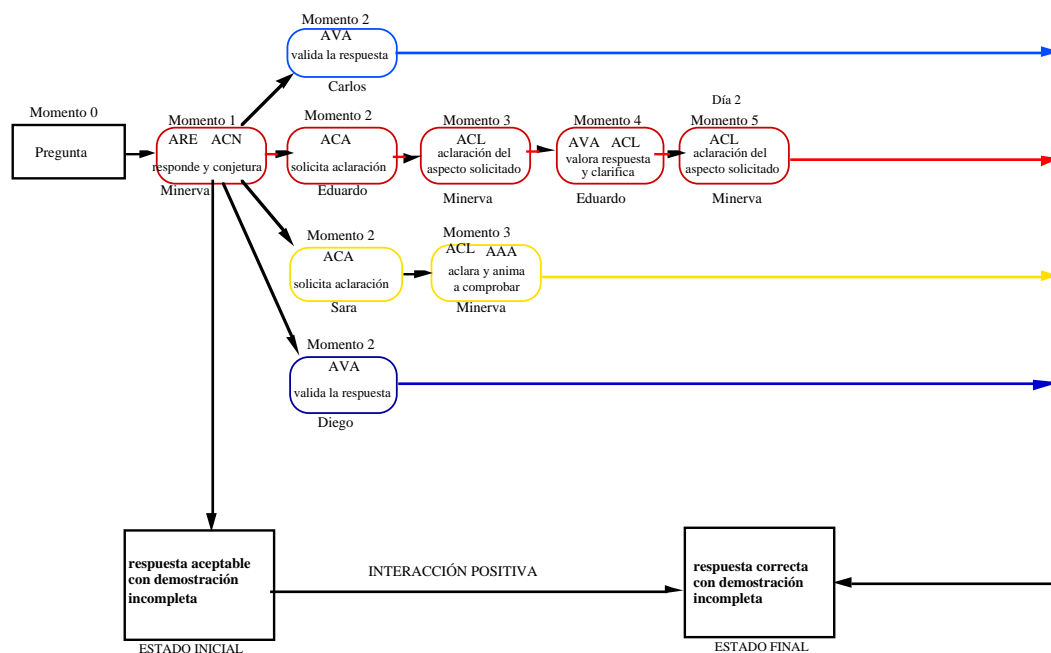 Momento 2
AVA
valida la respuesta
Carlos
Momento 0
Pregunta
Momento 1
ARE ACN
responde y conjetura
Minerva
Momento 2
ACA
solicita aclaración
Eduardo
Momento 3
ACL
aclaración del
aspecto solicitado
Minerva
Momento 4
AVA ACL
valora respuesta
y clarifica
Eduardo
Día 2
Momento 5
ACL
aclaración del
aspecto solicitado
Minerva
Momento 2
ACA
solicita aclaración
Sara
Momento 3
ACL AAA
aclara y anima
a comprobar
Minerva
Momento 2
AVA
valida la respuesta
Diego
respuesta aceptable
con demostración
incompleta
ESTADO INICIAL
INTERACCIÓN POSITIVA
respuesta correcta
con demostración
incompleta
ESTADO FINAL